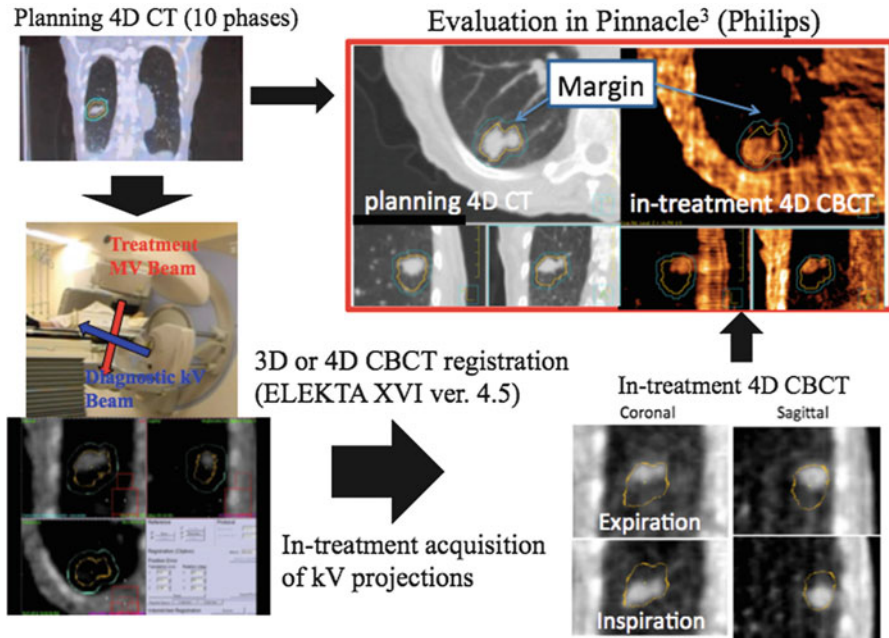 Planning 4D CT (10 phases)
Evaluation in Pinnacle³ (Philips)
Margin
planning 4D CT
in-treatment 4D CBCT
Treatment
MV Beam
Diagnostic kV
Beam
3D or 4D CBCT registration
(ELEKTA XVI ver. 4.5)
In-treatment acquisition
of kV projections
In-treatment 4D CBCT
Coronal
Sagittal
Expiration
Inspiration